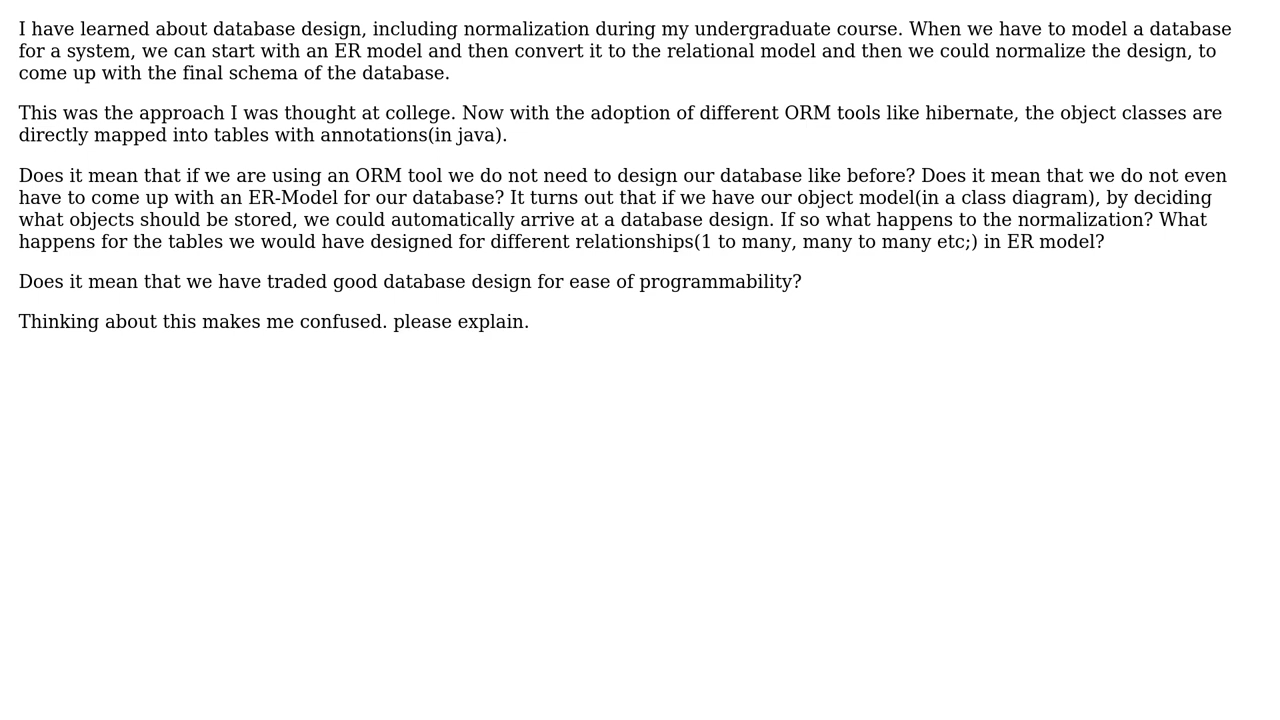 I have learned about database design, including normalization during my undergraduate course. When we have to model a database
for a system, we can start with an ER model and then convert it to the relational model and then we could normalize the design, to
come up with the final schema of the database.
This was the approach I was thought at college. Now with the adoption of different ORM tools like hibernate, the object classes are
directly mapped into tables with annotations(in java).
Does it mean that if we are using an ORM tool we do not need to design our database like before? Does it mean that we do not even
have to come up with an ER-Model for our database? It turns out that if we have our object model(in a class diagram), by deciding
what objects should be stored, we could automatically arrive at a database design. If so what happens to the normalization? What
happens for the tables we would have designed for different relationships(1 to many, many to many etc;) in ER model?
Does it mean that we have traded good database design for ease of programmability?
Thinking about this makes me confused. please explain.